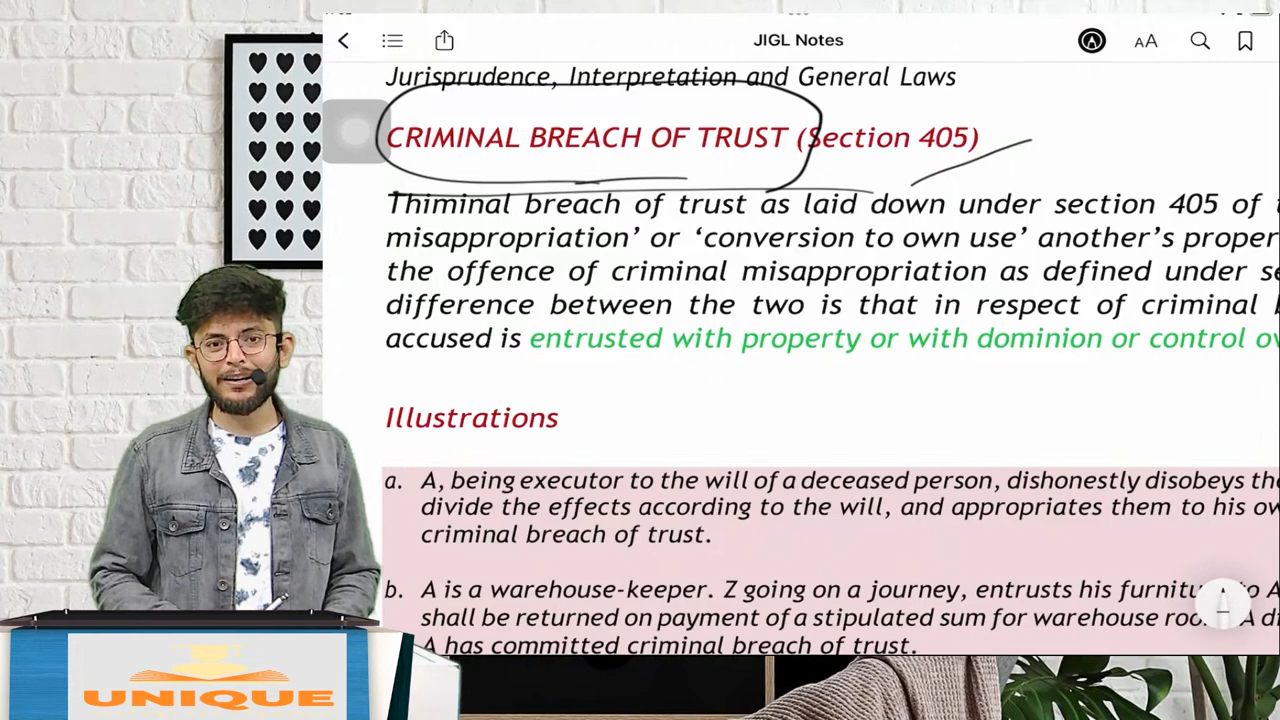 JIGL Notes
AA
Jurisprudence, Interpretation and General Laws
CRIMINAL BREACH OF TRUST (Section 405)
Thiminal breach of trust as laid down under section 405 of
misappropriation’ or ‘conversion to own use’ another’s proper
the offence of criminal misappropriation as defined under se
difference between the two is that in respect of criminal
accused is entrusted with property or with dominion or control ov
Illustrations
a. A, being executor to the will of a deceased person, dishonestly disobeys the
divide the effects according to the will, and appropriates them to his ow
criminal breach of trust.
b. A is a warehouse-keeper. Z going on a journey, entrusts his furnitu to A
shall be returned on payment of a stipulated sum for warehouse roo A di
A has committed criminal breach of trust.
UNIQUE